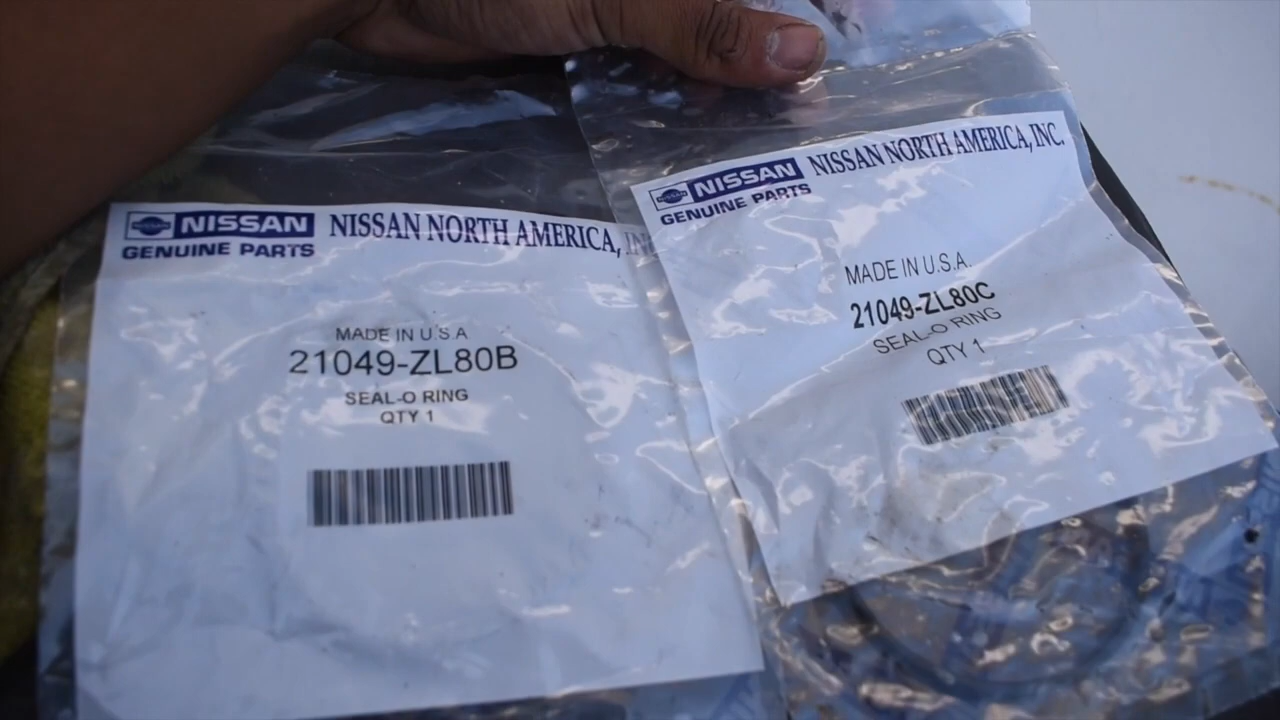 NISSAN NISSAN NORTH AMERICA, INC
GENUINE PARTS
MADE IN U.S.A
21049-ZL80B
SEAL-O RING
QTY 1
NISSAN NISSAN NORTH AMERICA, INC.
GENUINE PARTS
MADE IN U.S.A.
21049-ZL80C
SEAL-O RING
QTY 1